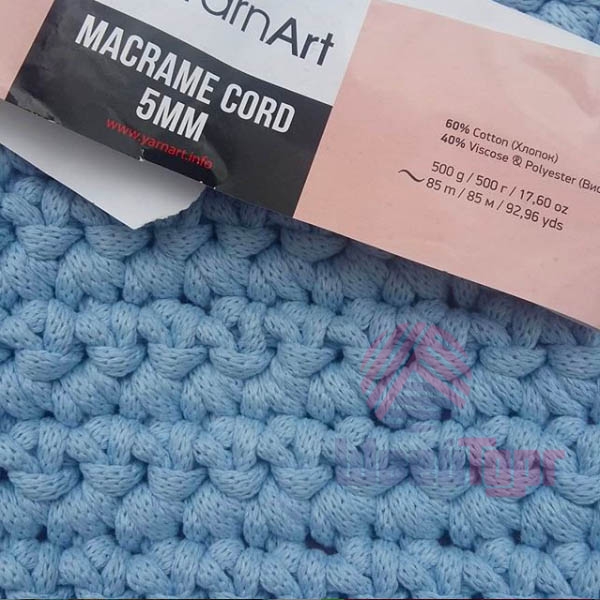 YarnArt
MACRAME CORD
5MM
www.yarnart.info
60% Cotton (Хлопок)
40% Viscose & Polyester (Вис
500 g / 500 г / 17,60 oz
~ 85 m / 85 м / 92,96 yds